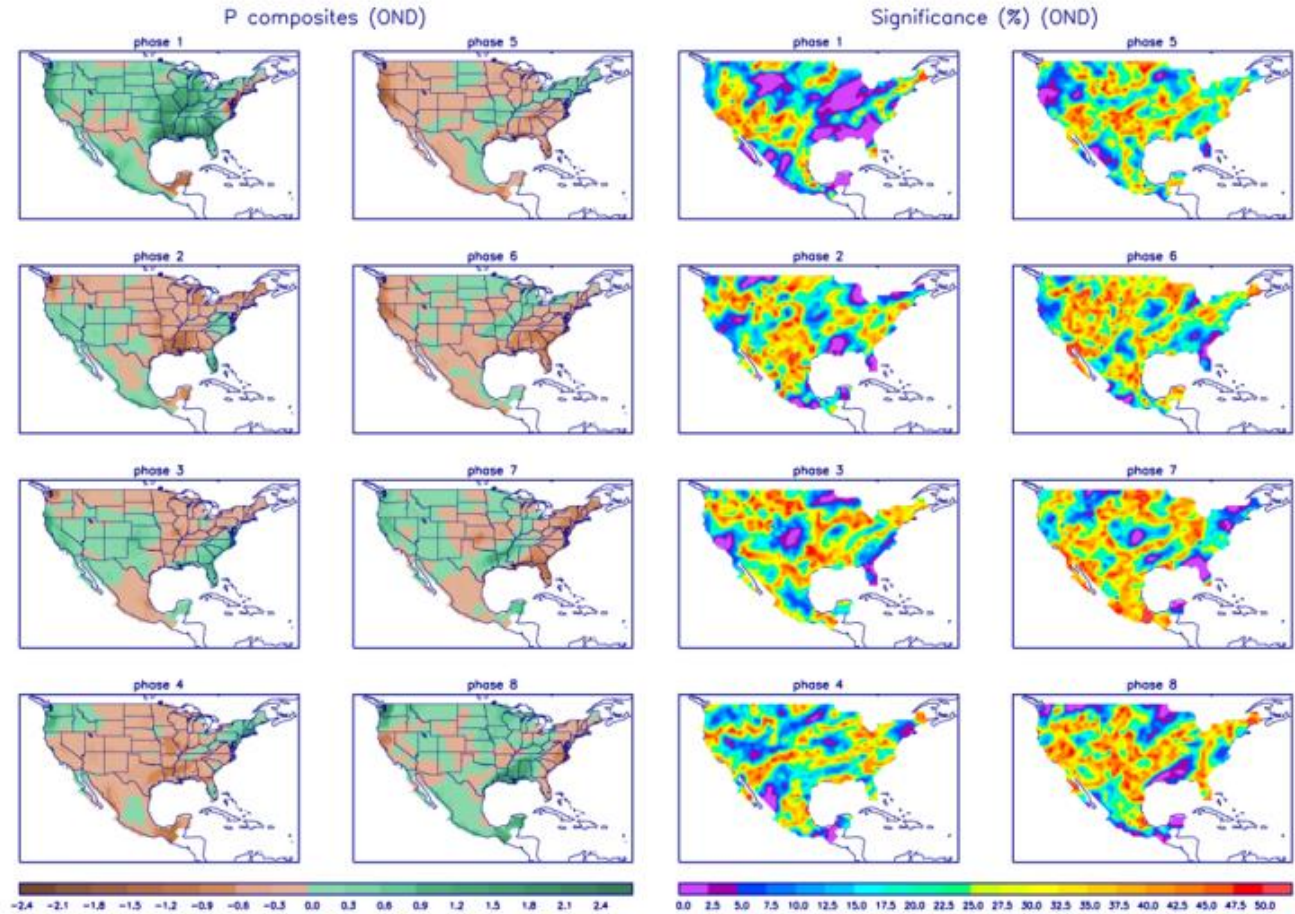 P composites (OND)
Significance (%) (OND)
phase 1
phase 5
phase 1
phase 5
phase 2
phase 6
phase 2
phase 6
phase 3
phase 7
phase 3
phase 7
phase 4
phase 8
phase 4
phase 8
-2.4 -2.1 -1.8 -1.5 -1.2 -0.9 -0.6 -0.3 0.0 0.3 0.6 0.9 1.2 1.5 1.8 2.1 2.4
0.0 2.5 5.0 7.5 10.0 12.5 15.0 17.5 20.0 22.5 25.0 27.5 30.0 32.5 35.0 37.5 40.0 42.5 45.0 47.5 50.0